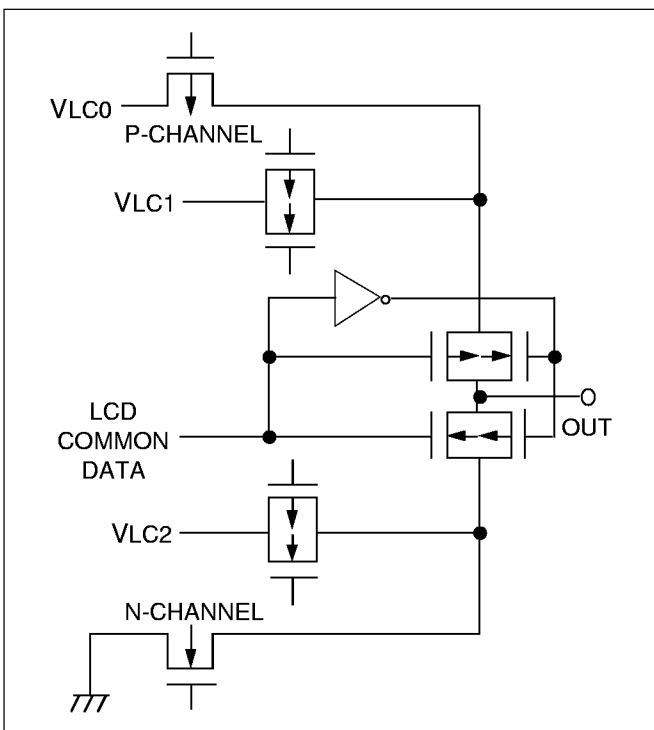 VLC0
P-CHANNEL
VLC1
LCD
COMMON
DATA
OUT
VLC2
N-CHANNEL